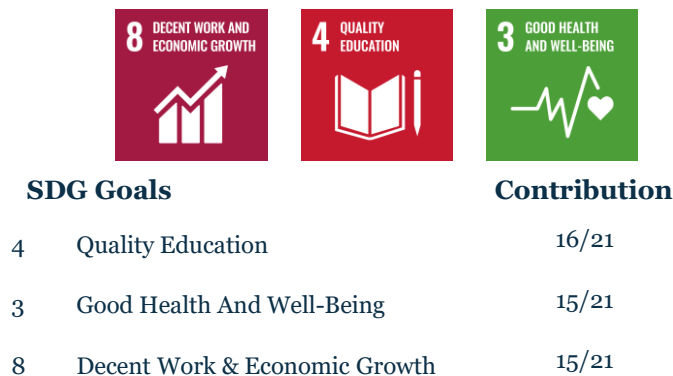 8 DECENT WORK AND
ECONOMIC GROWTH
4 QUALITY
EDUCATION
3 GOOD HEALTH
AND WELL-BEING
SDG Goals Contribution
4 Quality Education 16/21
3 Good Health And Well-Being 15/21
8 Decent Work & Economic Growth 15/21